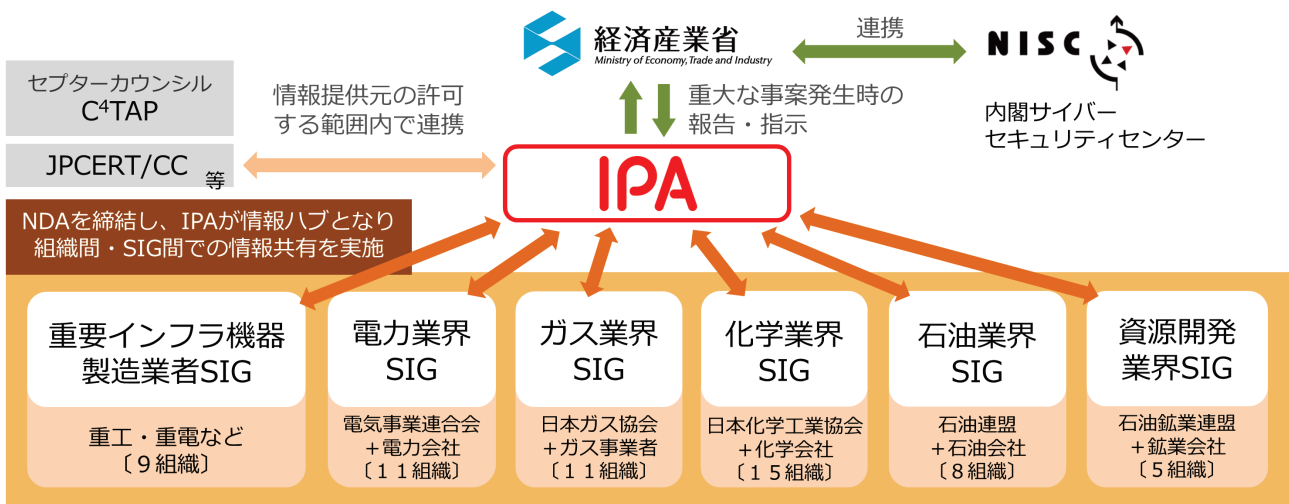 経済産業省
Ministry of Economy, Trade and Industry
連携
NISC
内閣サイバー
セキュリティセンター
セプターカウンシル
C⁴TAP
JPCERT/CC
等
情報提供元の許可
する範囲内で連携
重大な事案発生時の
報告・指示
IPA
NDAを締結し、IPAが情報ハブとなり
組織間・SIG間での情報共有を実施
重要インフラ機器
製造業者SIG
重工・重電など
〔９組織〕
電力業界
SIG
電気事業連合会
＋電力会社
〔１１組織〕
ガス業界
SIG
日本ガス協会
＋ガス事業者
〔１１組織〕
化学業界
SIG
日本化学工業協会
＋化学会社
〔１５組織〕
石油業界
SIG
石油連盟
＋石油会社
〔８組織〕
資源開発
業界SIG
石油鉱業連盟
＋鉱業会社
〔５組織〕